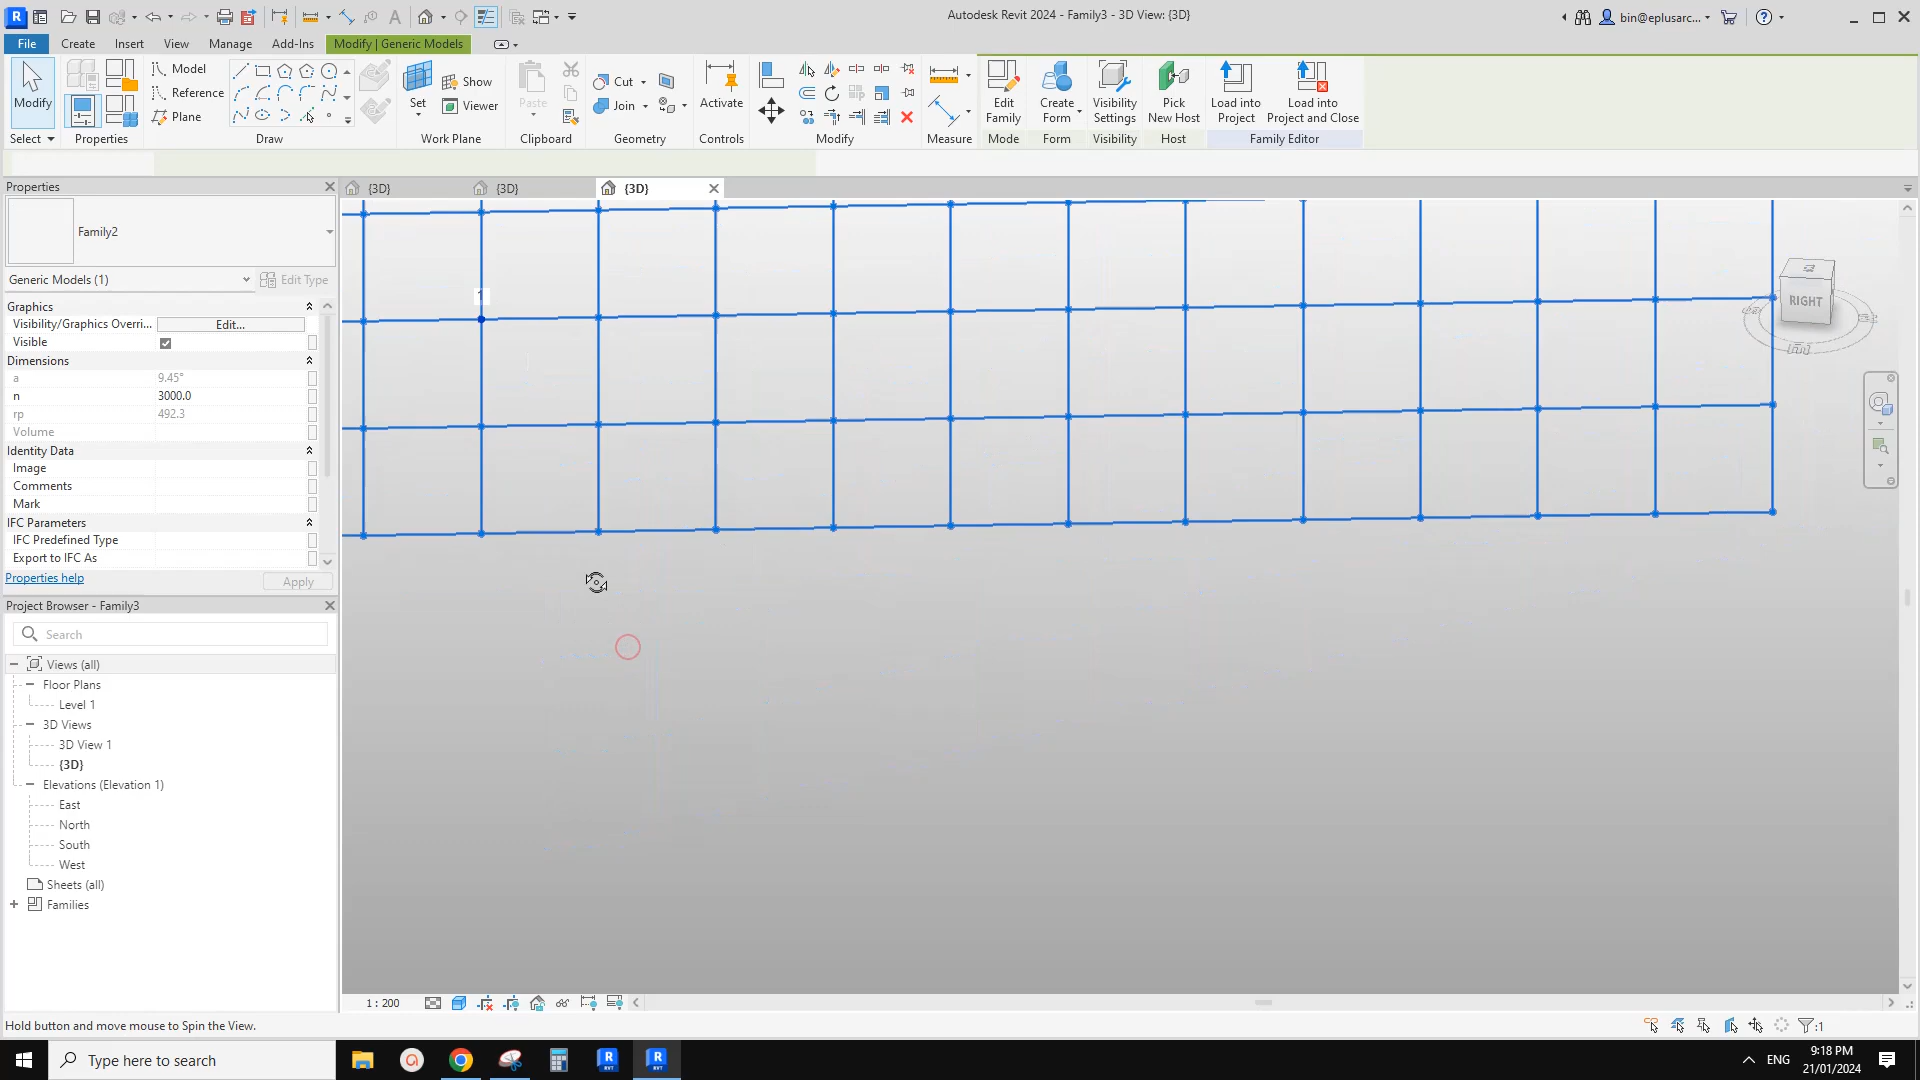 Autodesk Revit 2024 - Family3 - 3D View: {3D}
bin@eplusarc...
File
Create
Insert
View
Manage
Add-Ins
Modify | Generic Models
Modify
Select
Properties
Model
Reference
Plane
Draw
Set
Show
Viewer
Work Plane
Paste
Clipboard
Cut
Join
Geometry
Activate
Controls
Modify
Measure
Edit Family
Mode
Create Form
Form
Visibility Settings
Visibility
Pick New Host
Host
Load into Project
Load into Project and Close
Family Editor
Properties
Family2
Generic Models (1)
Edit Type
Graphics
Visibility/Graphics Overri...
Edit...
Visible
Dimensions
a 9.45°
n 3000.0
rp 492.3
Volume
Identity Data
Image
Comments
Mark
IFC Parameters
IFC Predefined Type
Export to IFC As
Properties help
Apply
Project Browser - Family3
Search
Views (all)
Floor Plans
Level 1
3D Views
3D View 1
{3D}
Elevations (Elevation 1)
East
North
South
West
Sheets (all)
Families
{3D}
{3D}
{3D}
1
RIGHT
1 : 200
Hold button and move mouse to Spin the View.
:1
Type here to search
ENG
9:18 PM
21/01/2024